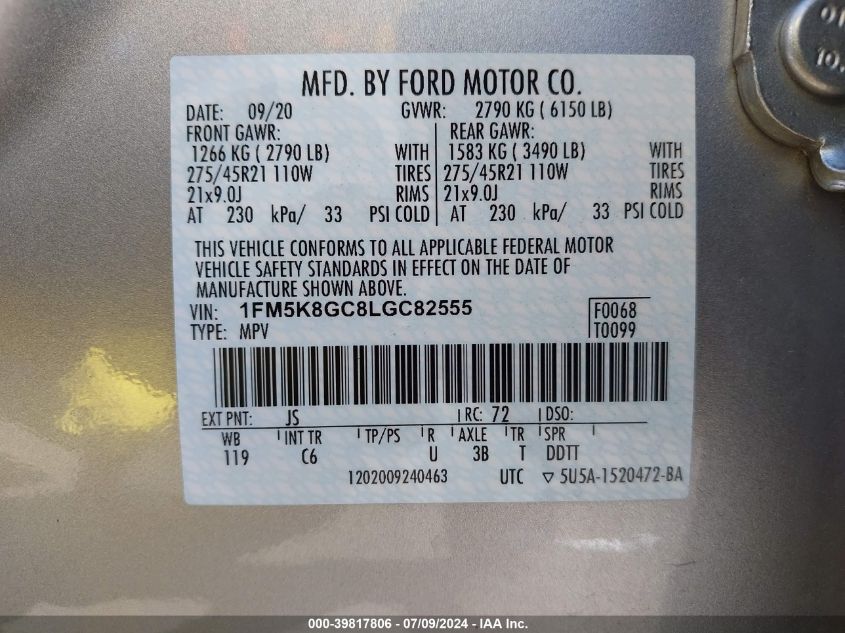 MFD. BY FORD MOTOR CO.
DATE: 09/20 GVWR: 2790 KG ( 6150 LB)
FRONT GAWR: REAR GAWR:
1266 KG ( 2790 LB) WITH 1583 KG ( 3490 LB) WITH
275/45R21 110W TIRES 275/45R21 110W TIRES
21x9.0J RIMS 21x9.0J RIMS
AT 230 kPa/ 33 PSI COLD AT 230 kPa/ 33 PSI COLD
THIS VEHICLE CONFORMS TO ALL APPLICABLE FEDERAL MOTOR
VEHICLE SAFETY STANDARDS IN EFFECT ON THE DATE OF
MANUFACTURE SHOWN ABOVE.
VIN: 1FM5K8GC8LGC82555 F0068
TYPE: MPV T0099
EXT PNT: JS RC: 72 DSO:
WB INT TR TP/PS R AXLE TR SPR
119 C6 U 3B T DDTT
1202009240463 UTC ▽ 5U5A-1520472-BA
01
10.
000-39817806 / 07/09/2024 - IAA Inc.